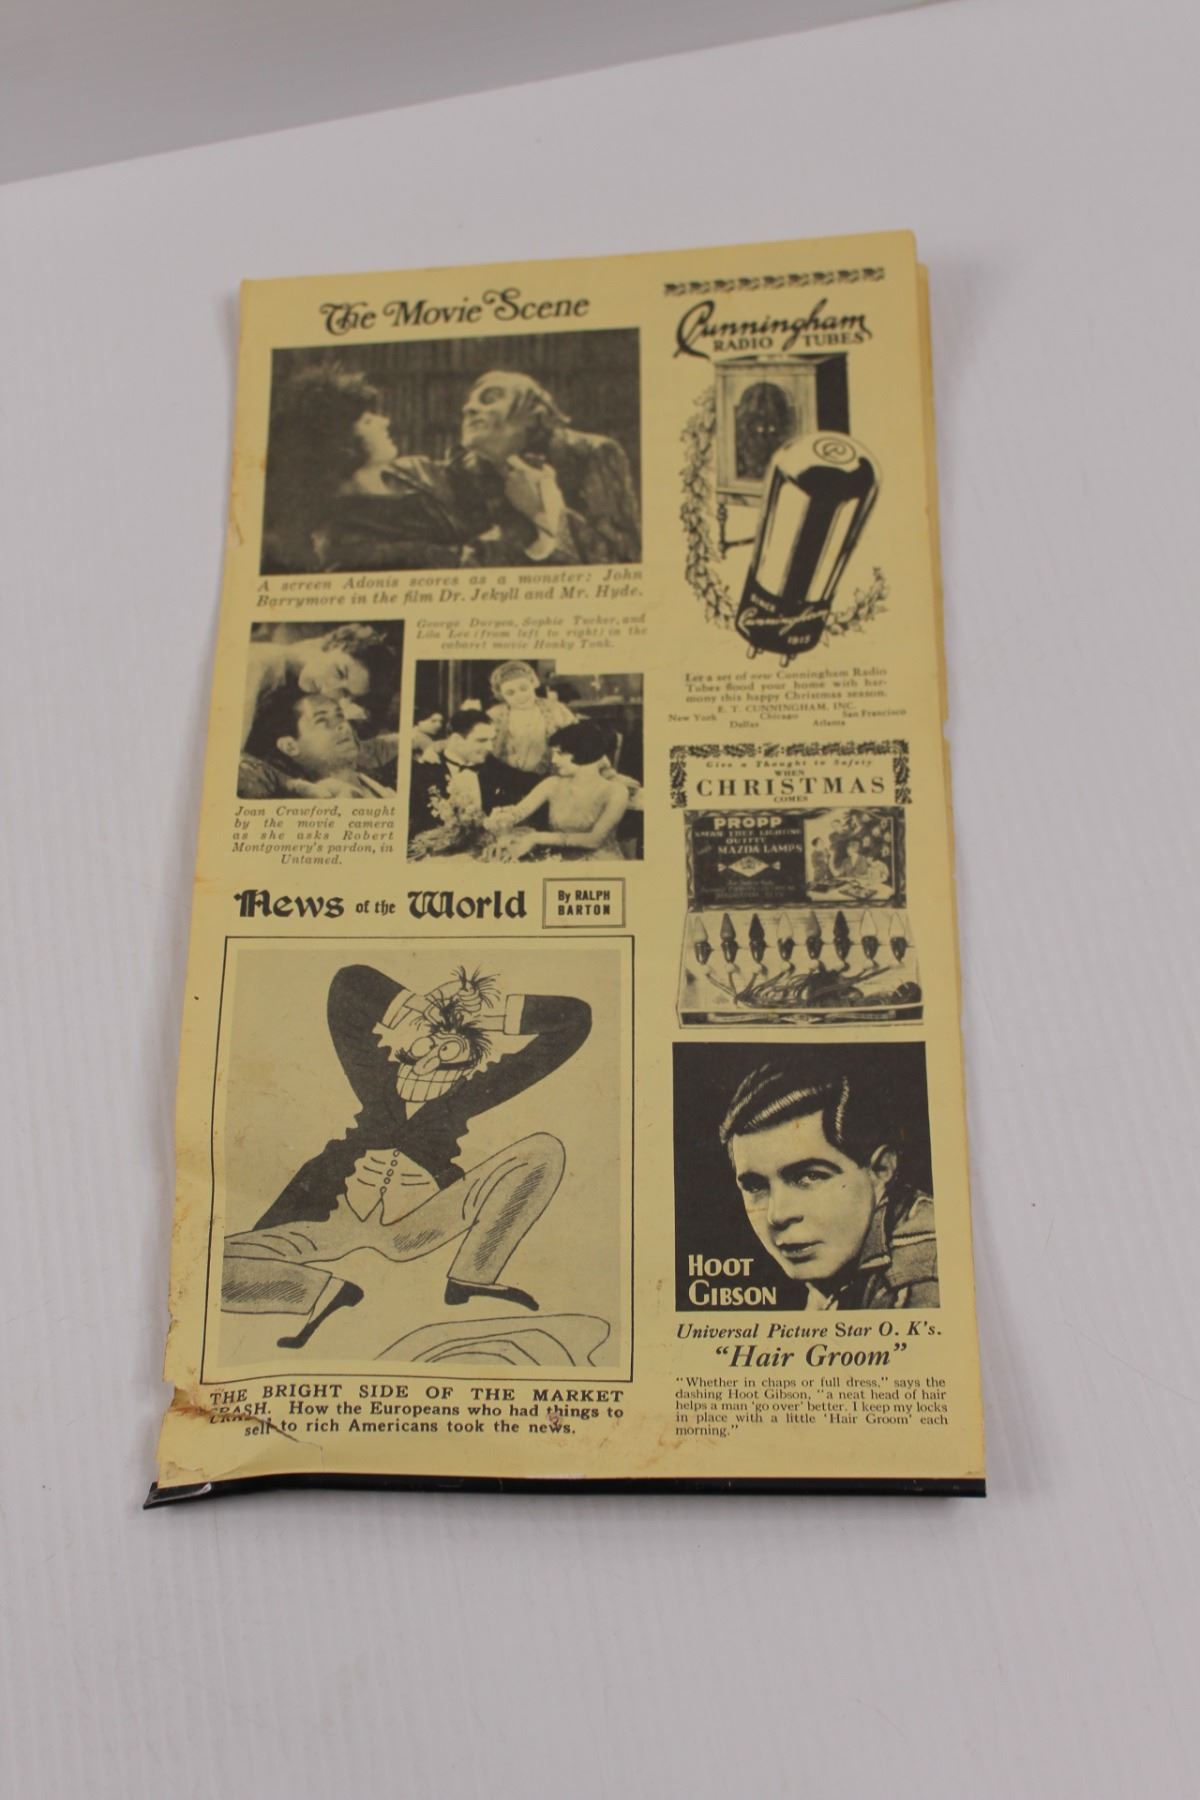 The Movie Scene
A screen Adonis scores as a monster: John
Barrymore in the film Dr. Jekyll and Mr. Hyde.
George Duryea, Sophie Tucker, and
Lila Lee (from left to right) in the
cabaret movie Honky Tonk.
Joan Crawford, caught
by the movie camera
as she asks Robert
Montgomery's pardon, in
Untamed.
News of the World
By RALPH
BARTON
THE BRIGHT SIDE OF THE MARKET
CRASH. How the Europeans who had things to
sell to rich Americans took the news.
Cunningham
RADIO TUBES
Cunningham
Let a set of new Cunningham Radio
Tubes flood your home with har-
mony this happy Christmas season.
E. T. CUNNINGHAM, INC.
New York Chicago San Francisco
Dallas Atlanta
Give a Thought to Safety
WHEN
CHRISTMAS
COMES
PROPP
XMAS TREE LIGHTING
OUTFIT
MAZDA LAMPS
HOOT
GIBSON
Universal Picture Star O. K's.
"Hair Groom"
"Whether in chaps or full dress," says the
dashing Hoot Gibson, "a neat head of hair
helps a man 'go over' better. I keep my locks
in place with a little 'Hair Groom' each
morning."